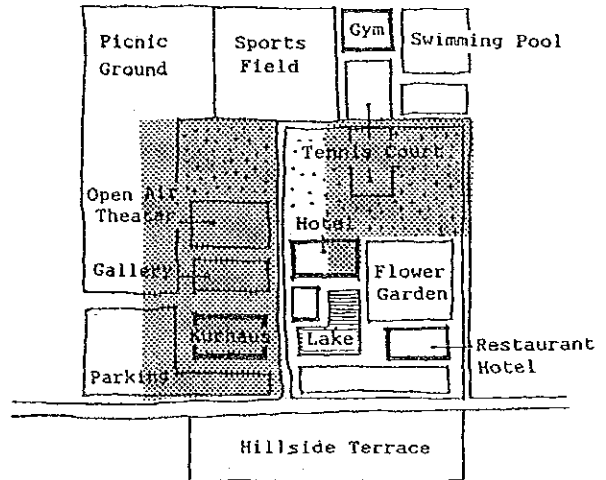 Picnic
Ground
Sports
Field
Gym
Swimming Pool
Tennis Court
Open Air
Theater
Hotel
Gallery
Flower
Garden
Kurhaus
Lake
Restaurant
Hotel
Parking
Hillside Terrace